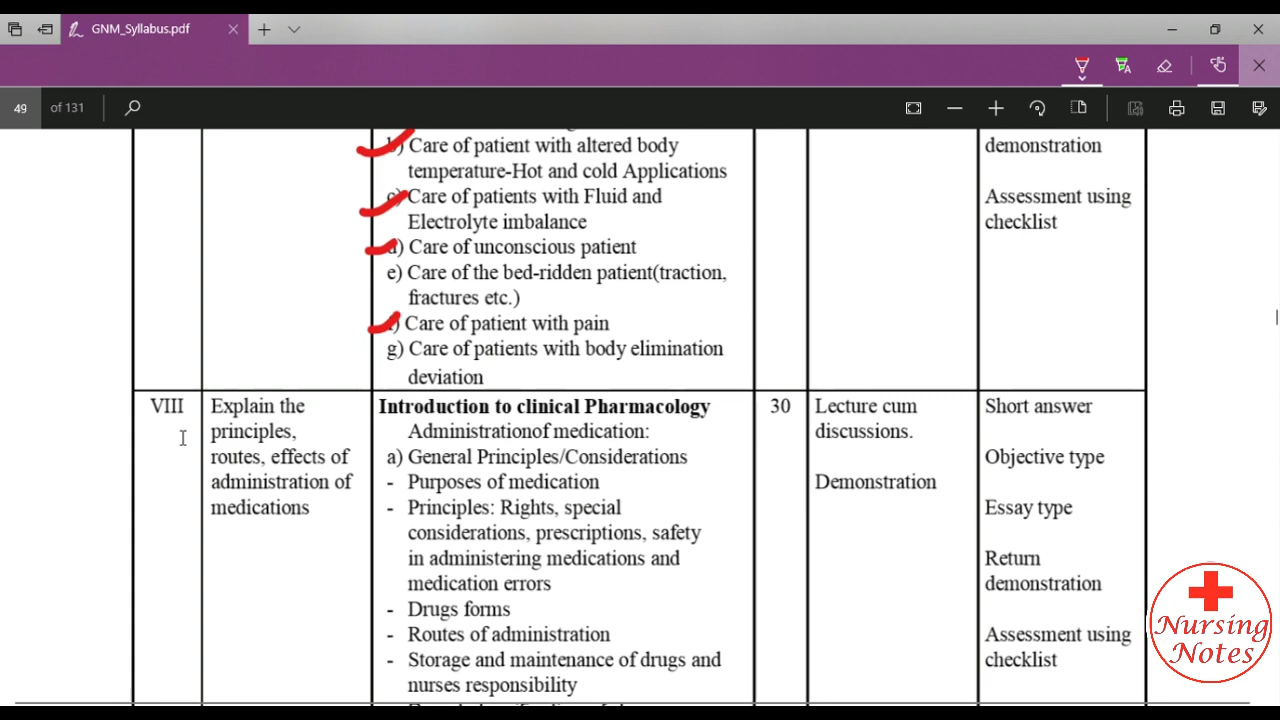 GNM_Syllabus.pdf
49 of 131
b) Care of patient with altered body
temperature-Hot and cold Applications
c) Care of patients with Fluid and
Electrolyte imbalance
d) Care of unconscious patient
e) Care of the bed-ridden patient(traction,
fractures etc.)
f) Care of patient with pain
g) Care of patients with body elimination
deviation
demonstration
Assessment using
checklist
VIII
Explain the
principles,
routes, effects of
administration of
medications
Introduction to clinical Pharmacology
Administrationof medication:
a) General Principles/Considerations
- Purposes of medication
- Principles: Rights, special
considerations, prescriptions, safety
in administering medications and
medication errors
- Drugs forms
- Routes of administration
- Storage and maintenance of drugs and
nurses responsibility
30
Lecture cum
discussions.
Demonstration
Short answer
Objective type
Essay type
Return
demonstration
Assessment using
checklist
Nursing
Notes